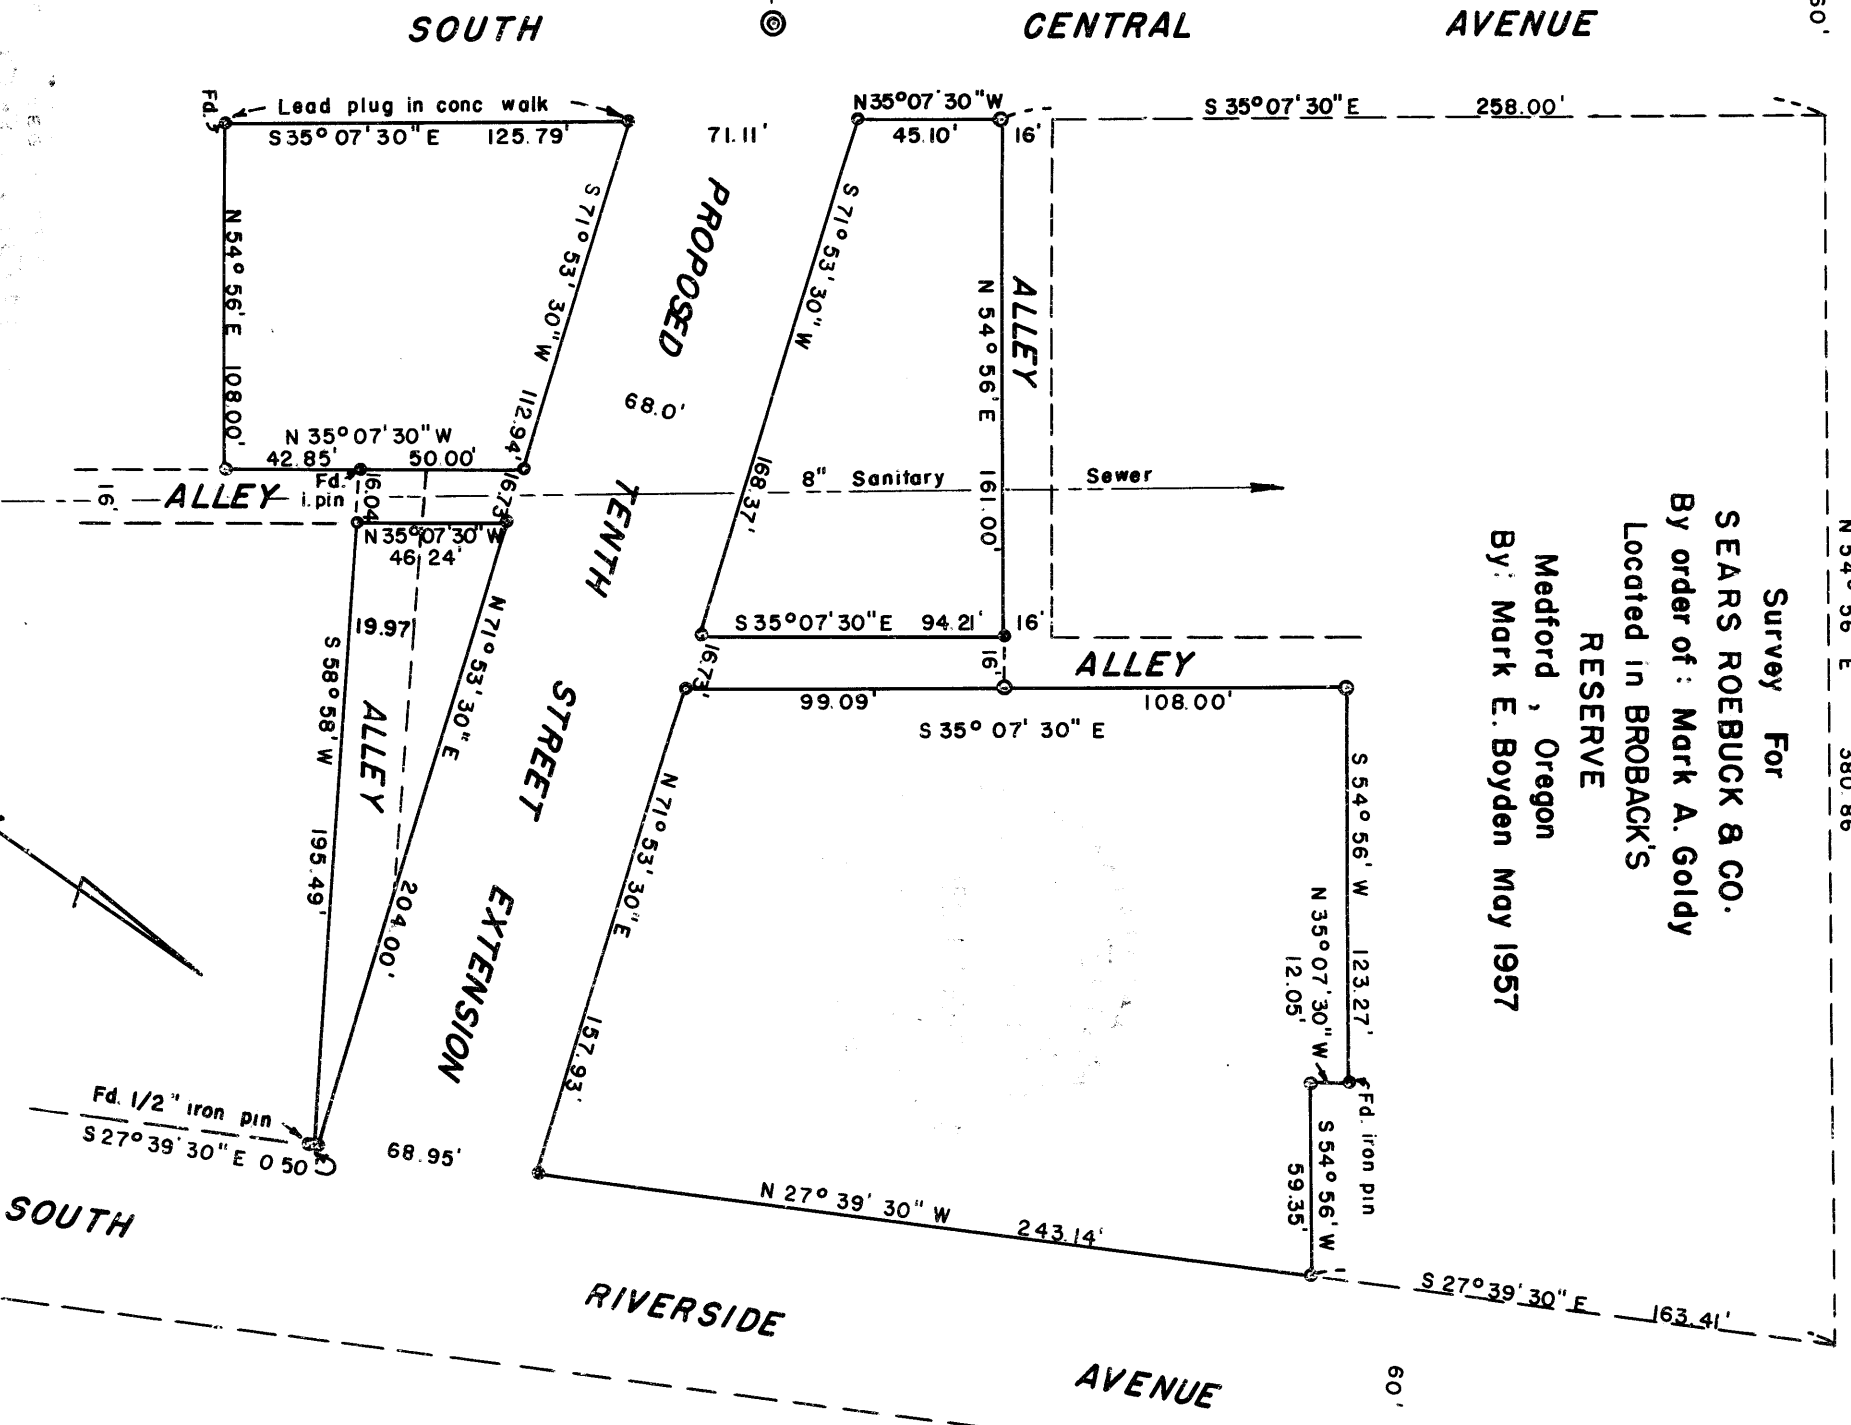 SOUTH CENTRAL AVENUE
60'
Fd.
Lead plug in conc walk
S 35° 07' 30" E 125.79'
71.11'
N 35° 07' 30" W
45.10'
16'
S 35° 07' 30" E 258.00'
N 54° 56' E 108.00'
S 71° 53' 30" W 112.94'
PROPOSED TENTH STREET EXTENSION
68.0'
S 71° 53' 30" W 168.37'
N 54° 56' E 161.00'
ALLEY
N 35° 07' 30" W
42.85' 50.00'
Fd.
i. pin
16' ALLEY
16.04
16.73'
8" Sanitary Sewer
N 35° 07' 30" W
46.24'
19.97'
ALLEY
S 58° 58' W 195.49'
N 71° 53' 30" E 204.00'
S 35° 07' 30" E 94.21'
16'
16'
16.73'
ALLEY
99.09' 108.00'
S 35° 07' 30" E
N 71° 53' 30" E 157.93'
S 54° 56' W 123.27'
N 35° 07' 30" W
12.05'
Fd. iron pin
S 54° 56' W
59.35'
N 54° 56' E 380.86
Survey For
SEARS ROEBUCK & CO.
By order of: Mark A. Goldy
Located in BROBACK'S
RESERVE
Medford, Oregon
By: Mark E. Boyden May 1957
Fd. 1/2" iron pin
S 27° 39' 30" E 0.50'
68.95'
N 27° 39' 30" W 243.14'
S 27° 39' 30" E 163.41'
SOUTH RIVERSIDE AVENUE
60'